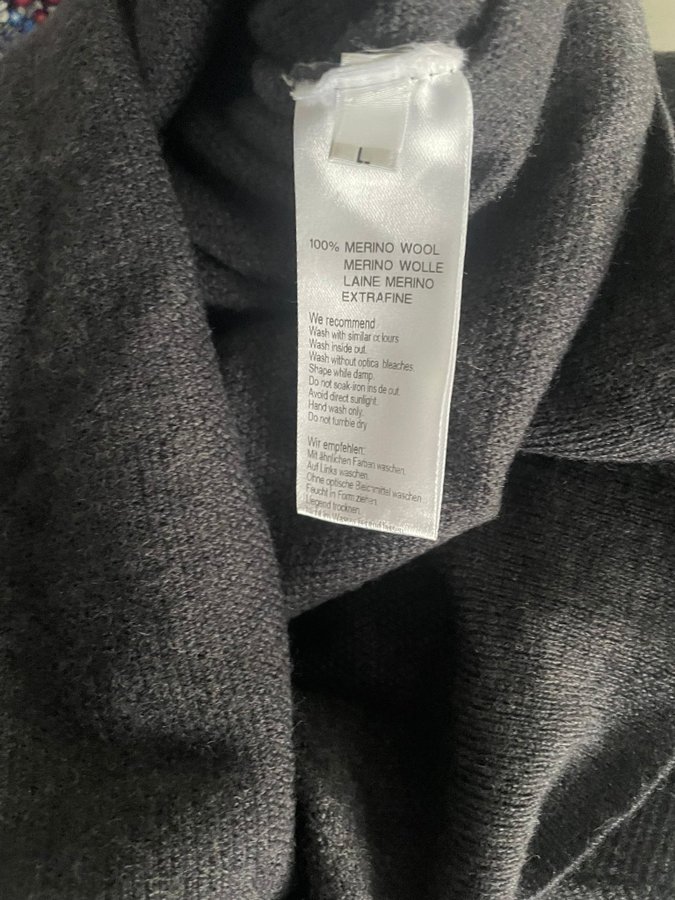 L
100% MERINO WOOL
MERINO WOLLE
LAINE MERINO
EXTRAFINE
We recommend
Wash with similar colours
Wash inside out.
Wash without optica bleaches.
Shape while damp.
Do not soak-iron inside out.
Avoid direct sunlight.
Hand wash only.
Do not tumble dry
Wir empfehlen:
Mit ähnlichen Farben waschen.
Auf Links waschen.
Ohne optische Bleichmittel waschen
Feucht in Form ziehen.
Liegend trocknen.